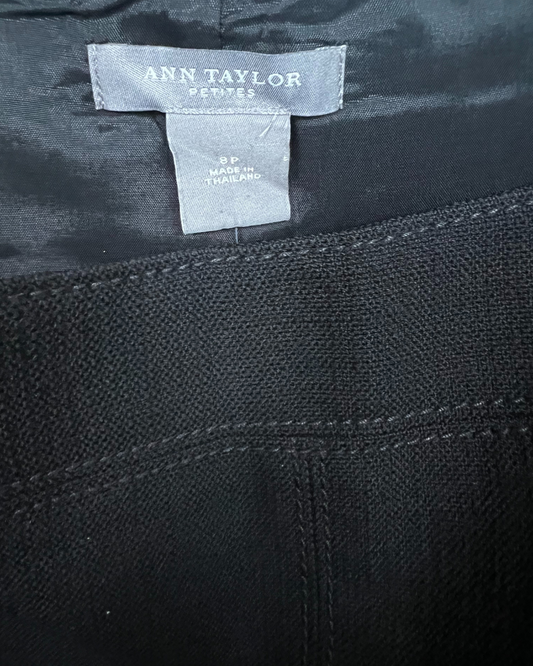 ANN TAYLOR
PETITES
8P
MADE IN
THAILAND